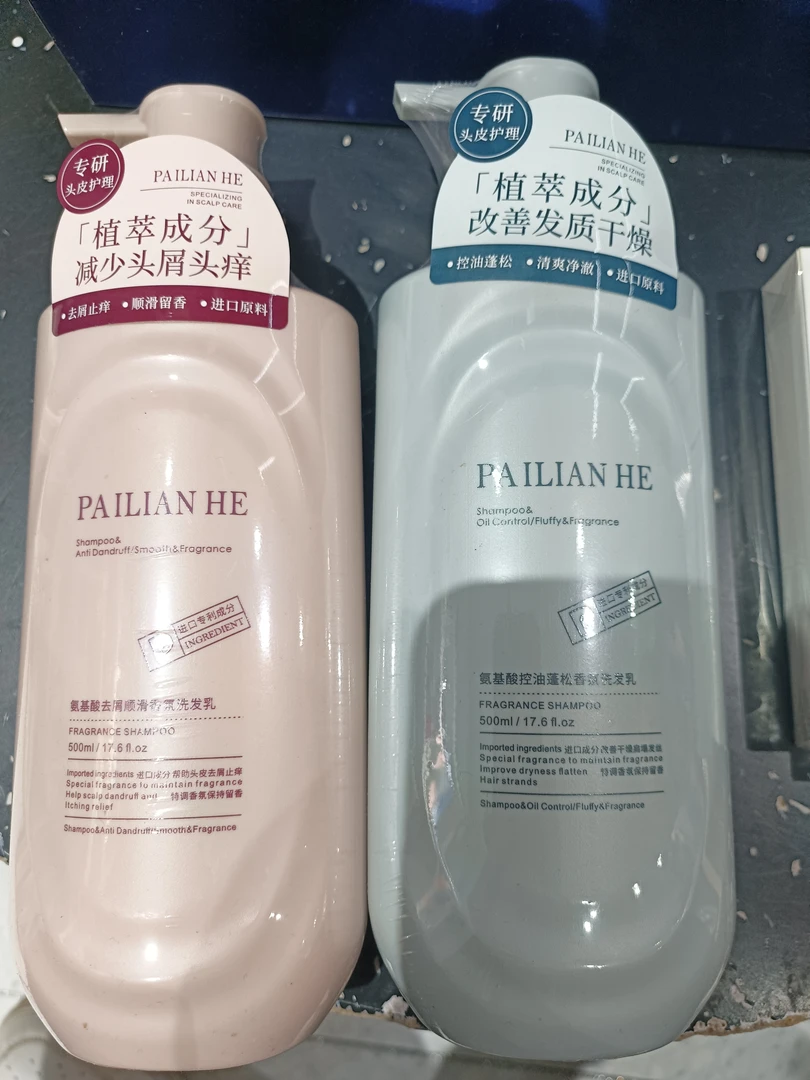 专研
头皮护理
PAILIAN HE
SPECIALIZING
IN SCALP CARE
「植萃成分」
减少头屑头痒
•去屑止痒 •顺滑留香 •进口原料
PAILIAN HE
Shampoo&
Anti Dandruff/Smooth&Fragrance
进口专利成分
INGREDIENT
氨基酸去屑顺滑香氛洗发乳
FRAGRANCE SHAMPOO
500ml / 17.6 fl.oz
Imported ingredients 进口成分帮助头皮去屑止痒
Special fragrance to maintain fragrance
Help scalp dandruff and 特调香氛保持留香
Itching relief
Shampoo&Anti Dandruff/Smooth&Fragrance
专研
头皮护理
PAILIAN HE
SPECIALIZING
IN SCALP CARE
「植萃成分」
改善发质干燥
•控油蓬松 •清爽净澈 •进口原料
PAILIAN HE
Shampoo&
Oil Control/Fluffy&Fragrance
进口专利成分
INGREDIENT
氨基酸控油蓬松香氛洗发乳
FRAGRANCE SHAMPOO
500ml / 17.6 fl.oz
Imported ingredients 进口成分改善干燥扁塌发丝
Special fragrance to maintain fragrance
Improve dryness flatten 特调香氛保持留香
Hair strands
Shampoo&Oil Control/Fluffy&Fragrance